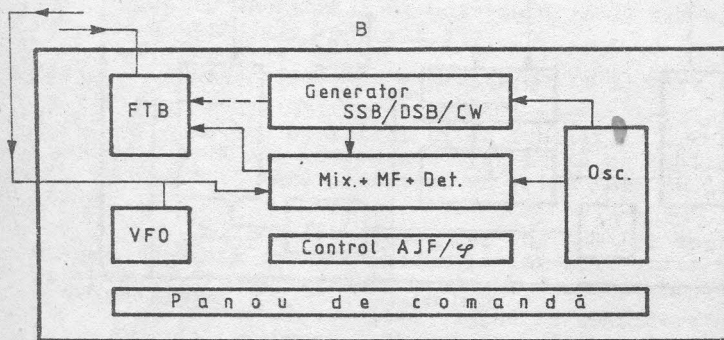 B
FTB
Generator
SSB/DSB/CW
Mix.+ MF+ Det.
Osc.
VFO
Control AJF/φ
Panou de comandă